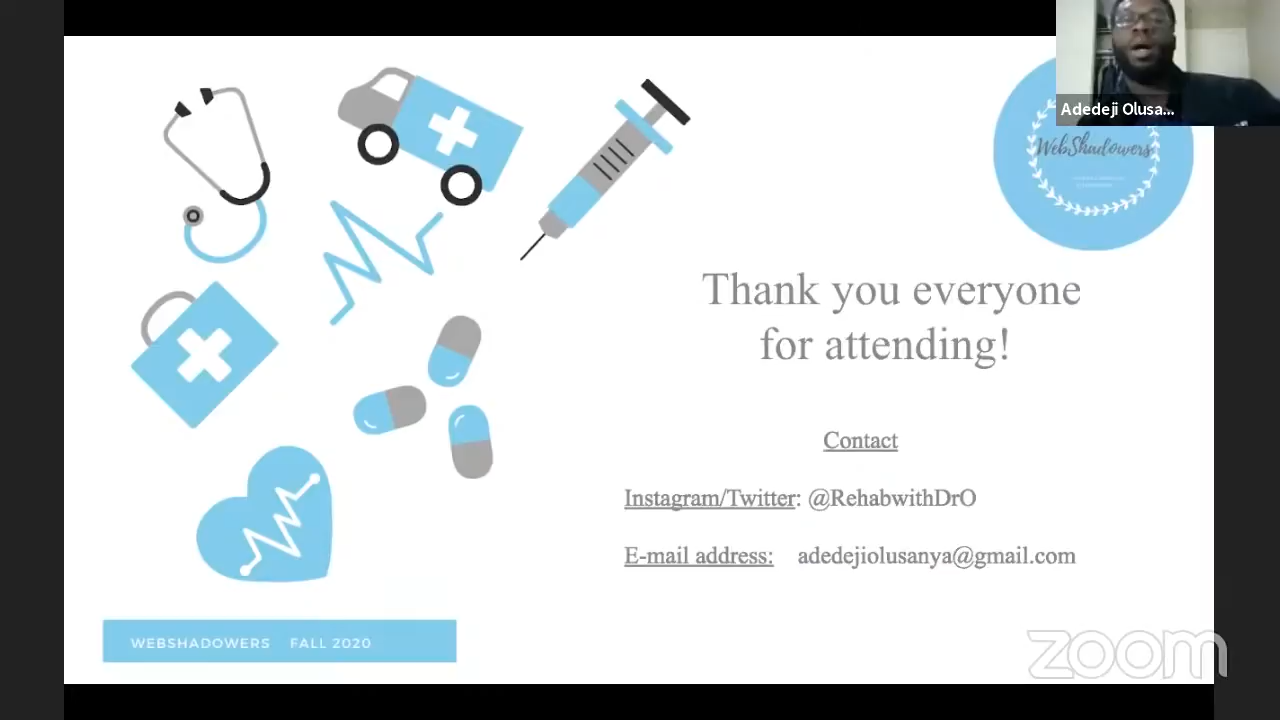 Adedeji Olusa...
WebShadowers
Thank you everyone
for attending!
Contact
Instagram/Twitter: @RehabwithDrO
E-mail address: adedejiolusanya@gmail.com
WEBSHADOWERS FALL 2020
zoom